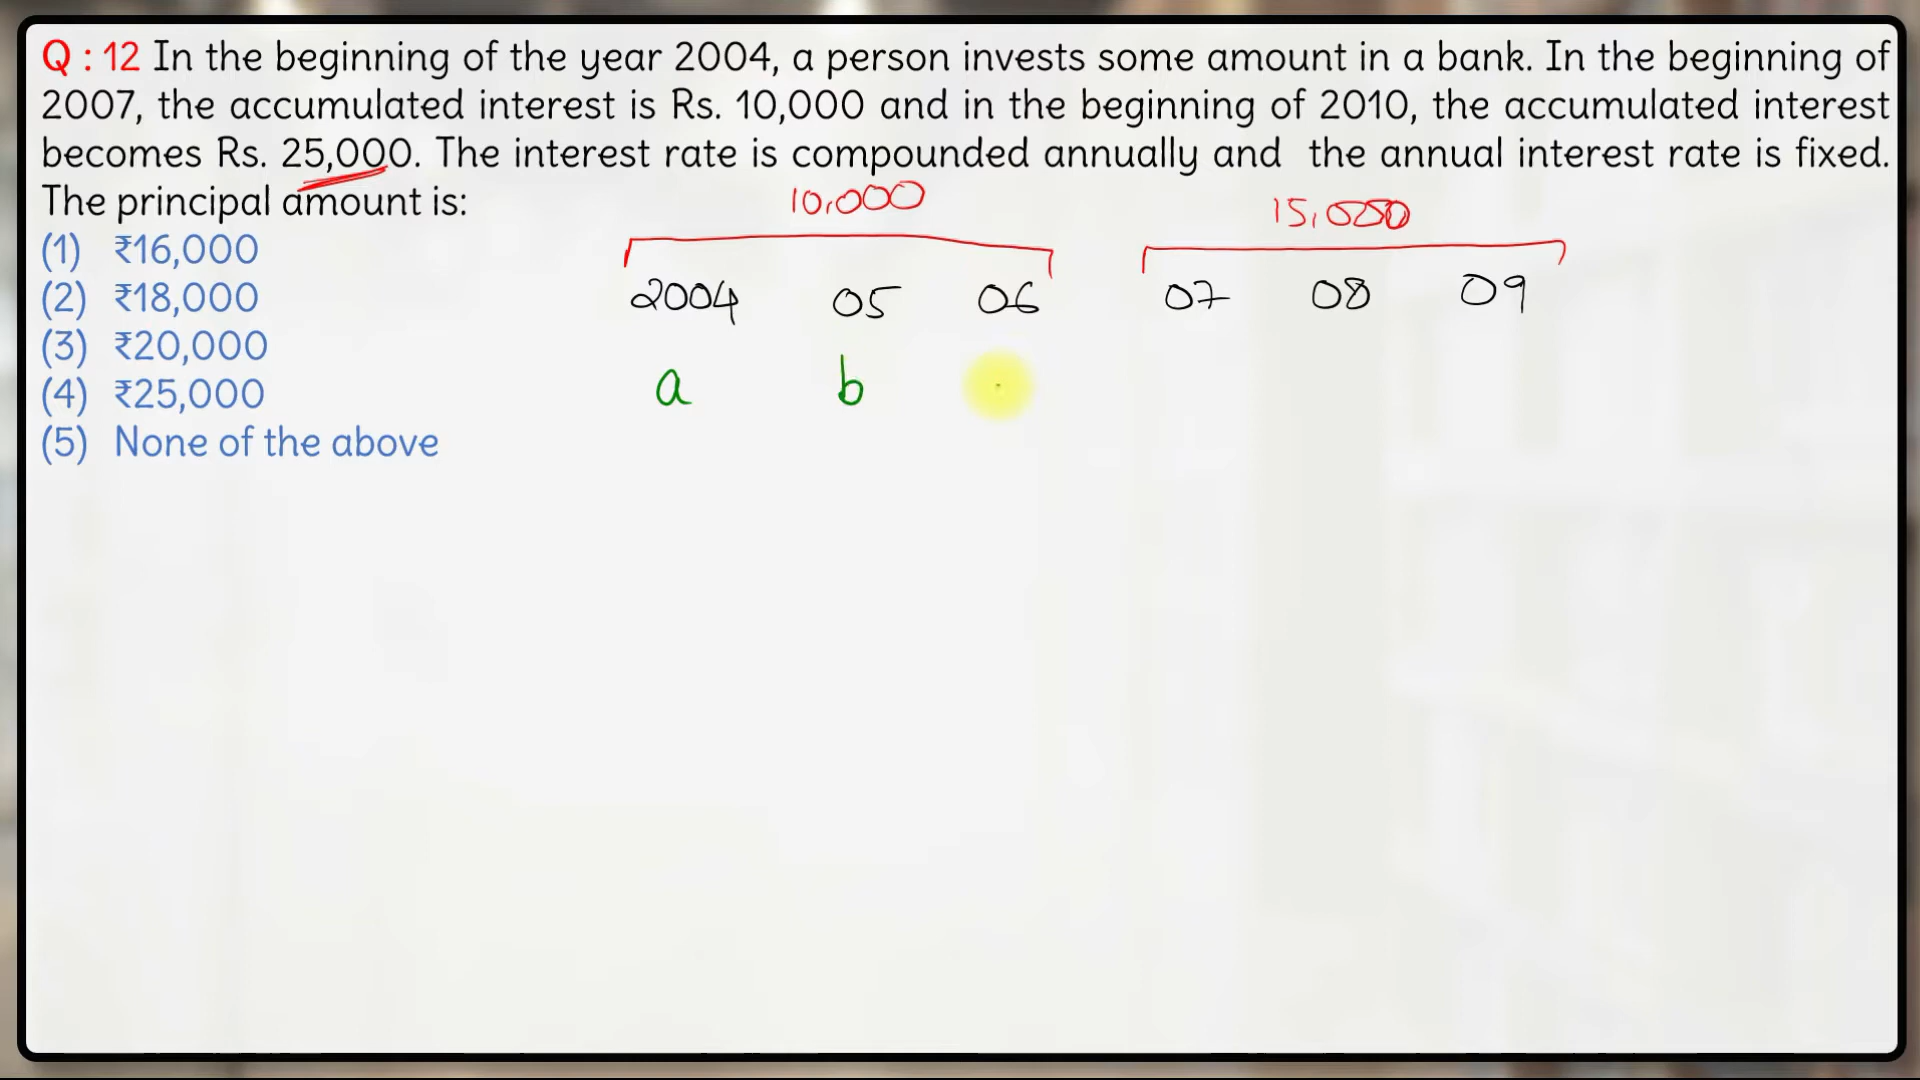 Q : 12 In the beginning of the year 2004, a person invests some amount in a bank. In the beginning of
2007, the accumulated interest is Rs. 10,000 and in the beginning of 2010, the accumulated interest
becomes Rs. 25,000. The interest rate is compounded annually and the annual interest rate is fixed.
The principal amount is:
10,000 15,000
(1) ₹16,000
(2) ₹18,000
(3) ₹20,000
(4) ₹25,000
(5) None of the above
2004 05 06 07 08 09
a b